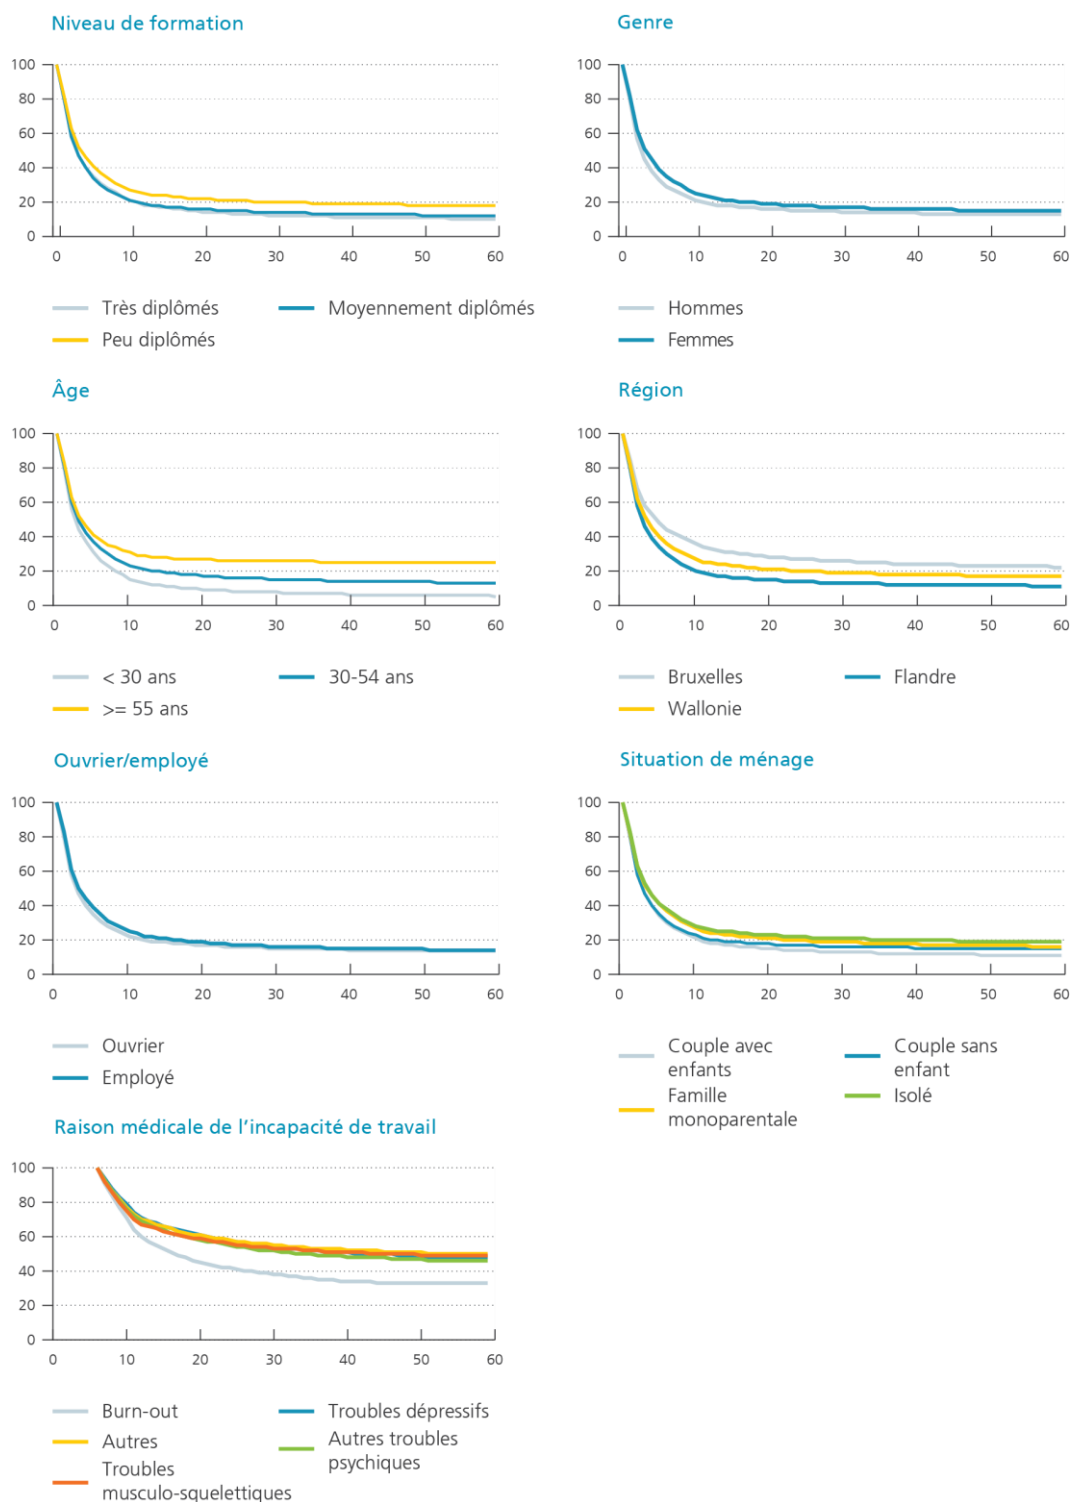 Niveau de formation
100
80
60
40
20
0
0 10 20 30 40 50 60
Très diplômés
Moyennement diplômés
Peu diplômés
Genre
100
80
60
40
20
0
0 10 20 30 40 50 60
Hommes
Femmes
Âge
100
80
60
40
20
0
0 10 20 30 40 50 60
< 30 ans
30-54 ans
>= 55 ans
Région
100
80
60
40
20
0
0 10 20 30 40 50 60
Bruxelles
Flandre
Wallonie
Ouvrier/employé
100
80
60
40
20
0
0 10 20 30 40 50 60
Ouvrier
Employé
Situation de ménage
100
80
60
40
20
0
0 10 20 30 40 50 60
Couple avec
enfants
Couple sans
enfant
Famille
monoparentale
Isolé
Raison médicale de l’incapacité de travail
100
80
60
40
20
0
0 10 20 30 40 50 60
Burn-out
Troubles dépressifs
Autres
Autres troubles
psychiques
Troubles
musculo-squelettiques